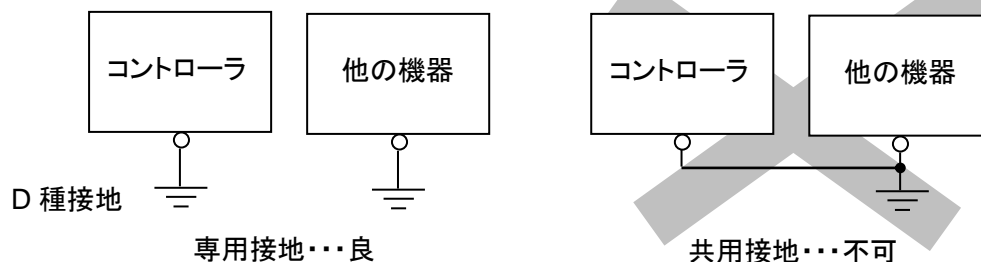 コントローラ
他の機器
コントローラ
他の機器
D 種接地
専用接地・・・良
共用接地・・・不可